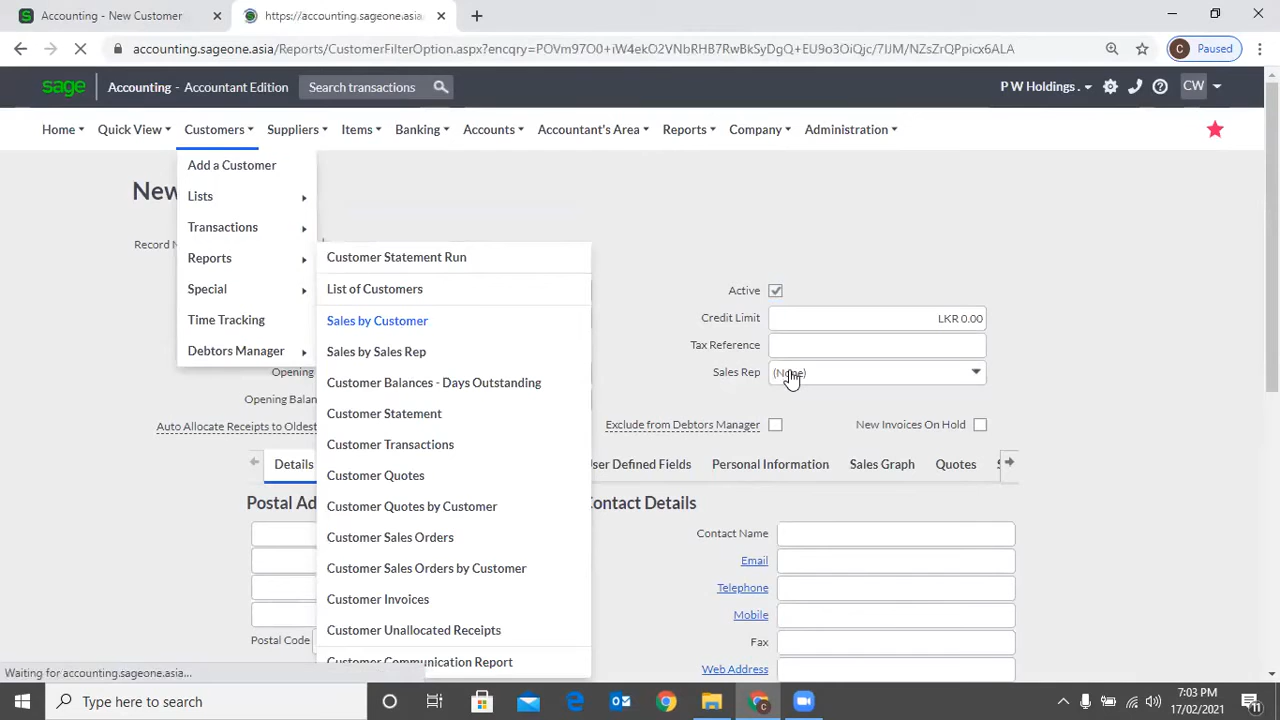 Accounting - New Customer
https://accounting.sageone.asia/
accounting.sageone.asia/Reports/CustomerFilterOption.aspx?encqry=POVm97O0+iW4ekO2VNbRHB7RwBkSyDgQ+EU9o3OiQjc/7IJM/NZsZrQPpicx6ALA
C Paused
sage Accounting - Accountant Edition Search transactions P W Holdings . CW
Home Quick View Customers Suppliers Items Banking Accounts Accountant's Area Reports Company Administration
Add a Customer
Lists
Transactions
Reports
Special
Time Tracking
Debtors Manager
Customer Statement Run
List of Customers
Sales by Customer
Sales by Sales Rep
Customer Balances - Days Outstanding
Customer Statement
Customer Transactions
Customer Quotes
Customer Quotes by Customer
Customer Sales Orders
Customer Sales Orders by Customer
Customer Invoices
Customer Unallocated Receipts
Customer Communication Report
New
Record
Active
Credit Limit LKR 0.00
Tax Reference
Opening Sales Rep (None)
Opening
Auto Allocate Receipts to Oldest Exclude from Debtors Manager New Invoices On Hold
Details User Defined Fields Personal Information Sales Graph Quotes
Postal Contact Details
Contact Name
Email
Telephone
Mobile
Postal Code Fax
Web Address
Waiting for accounting.sageone.asia...
Type here to search
7:03 PM
17/02/2021
11